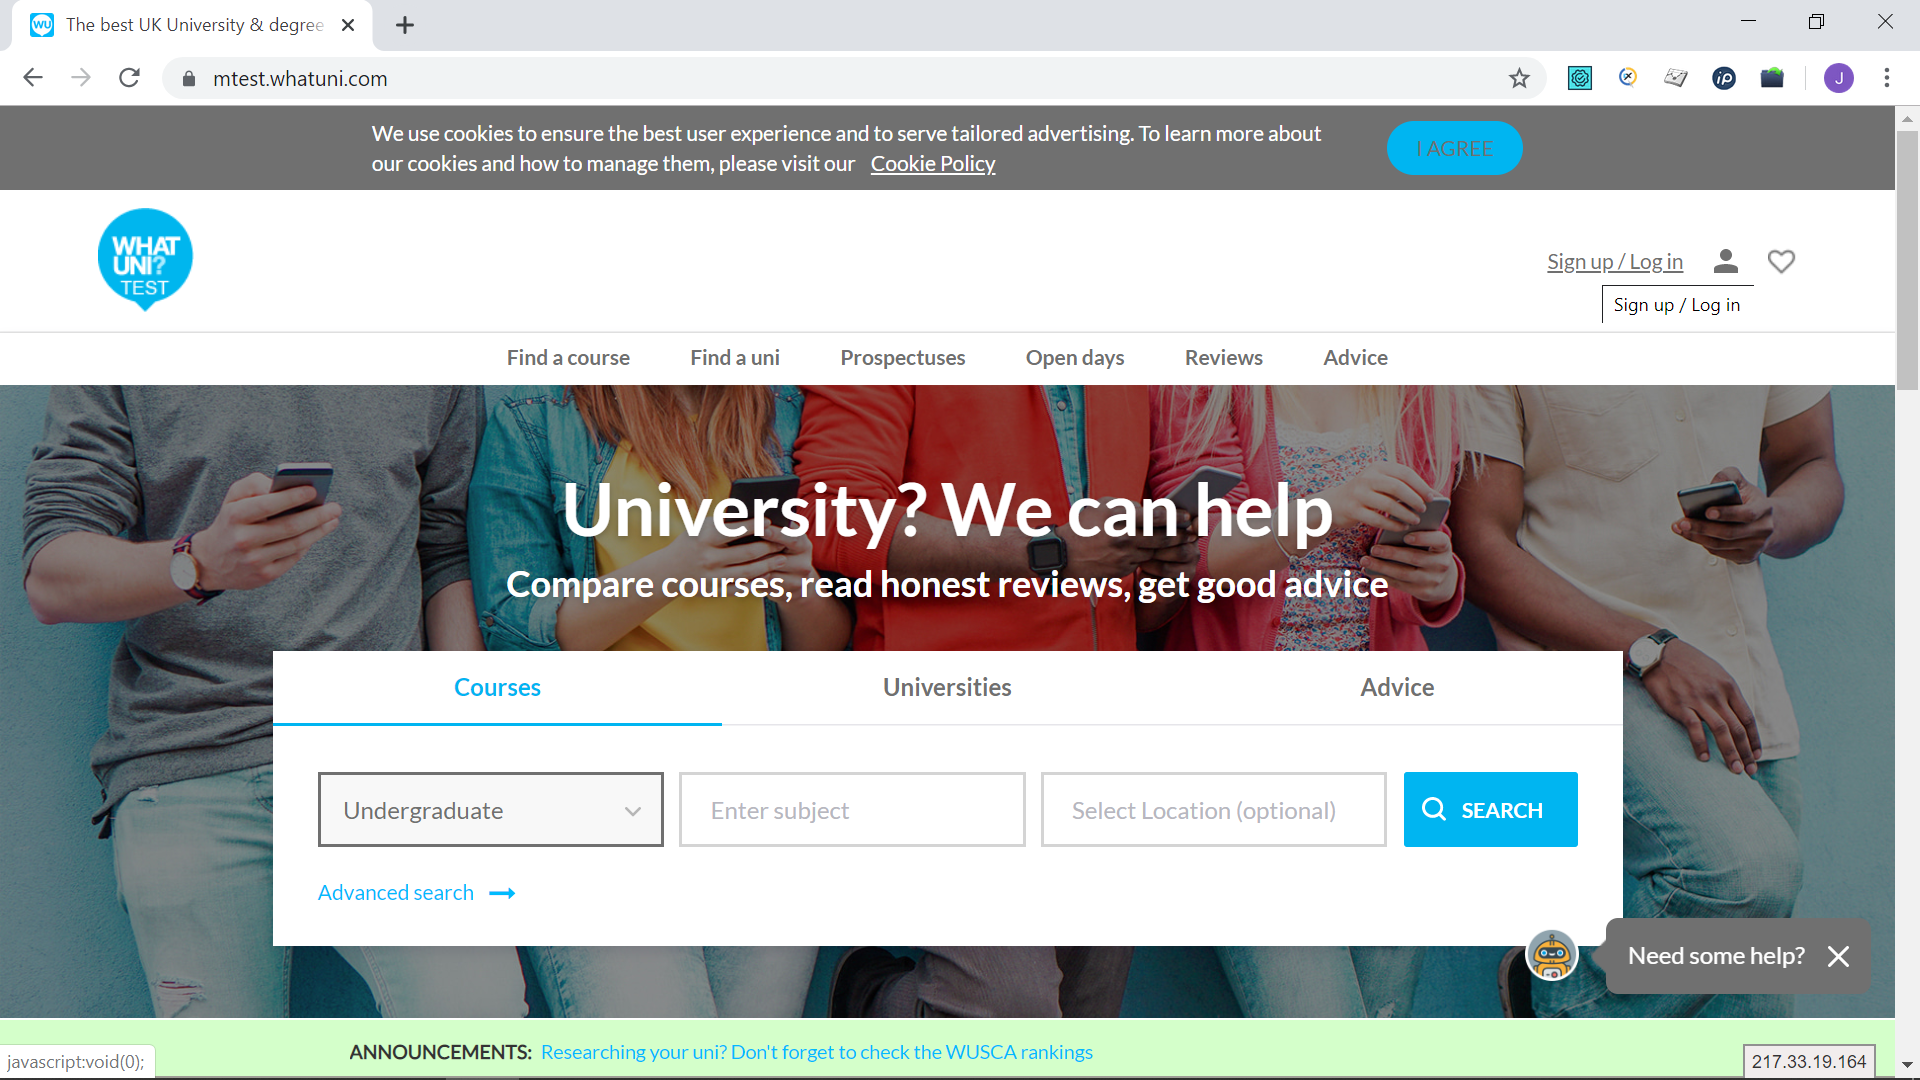 WU
The best UK University & degree
mtest.whatuni.com
ip
J
We use cookies to ensure the best user experience and to serve tailored advertising. To learn more about
our cookies and how to manage them, please visit our Cookie Policy
I AGREE
WHAT
UNI?
TEST
Sign up / Log in
Sign up / Log in
Find a course
Find a uni
Prospectuses
Open days
Reviews
Advice
University? We can help
Compare courses, read honest reviews, get good advice
Courses
Universities
Advice
Undergraduate
Enter subject
Select Location (optional)
SEARCH
Advanced search
Need some help?
ANNOUNCEMENTS: Researching your uni? Don't forget to check the WUSCA rankings
javascript:void(0);
217.33.19.164